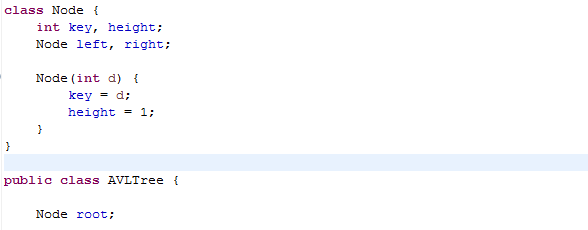 class Node {
    int key, height;
    Node left, right;

    Node(int d) {
        key = d;
        height = 1;
    }
}

public class AVLTree {

    Node root;